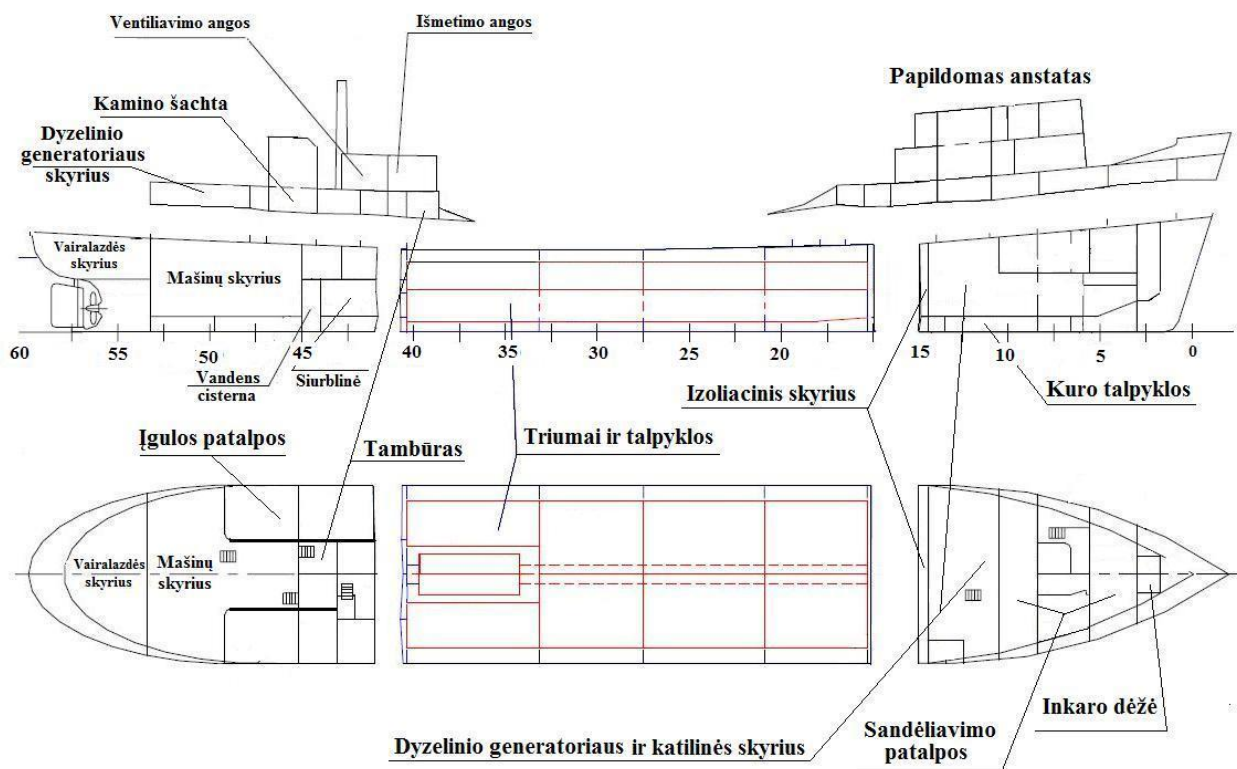 Ventiliavimo angos
Išmetimo angos
Papildomas anstatas
Kamino šachta
Dyzelinio
generatoriaus
skyrius
Vairalazdės
skyrius
Mašinų skyrius
60 55 50 45 40 35 30 25 20 15 10 5 0
Vandens
cisterna
Siurblinė
Izoliacinis skyrius
Kuro talpyklos
Įgulos patalpos
Tambūras
Triumai ir talpyklos
Vairalazdės
skyrius
Mašinų
skyrius
Inkaro dėžė
Dyzelinio generatoriaus ir katilinės skyrius
Sandėliavimo
patalpos